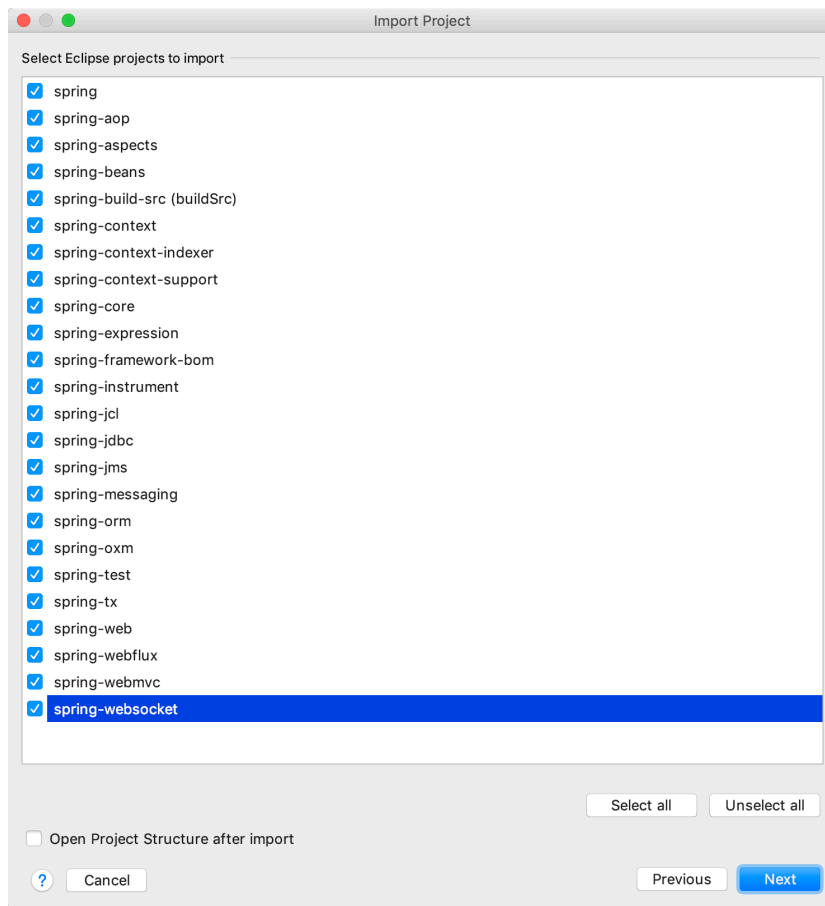 Import Project
Select Eclipse projects to import
spring
spring-aop
spring-aspects
spring-beans
spring-build-src (buildSrc)
spring-context
spring-context-indexer
spring-context-support
spring-core
spring-expression
spring-framework-bom
spring-instrument
spring-jcl
spring-jdbc
spring-jms
spring-messaging
spring-orm
spring-oxm
spring-test
spring-tx
spring-web
spring-webflux
spring-webmvc
spring-websocket
Select all Unselect all
Open Project Structure after import
? Cancel Previous Next